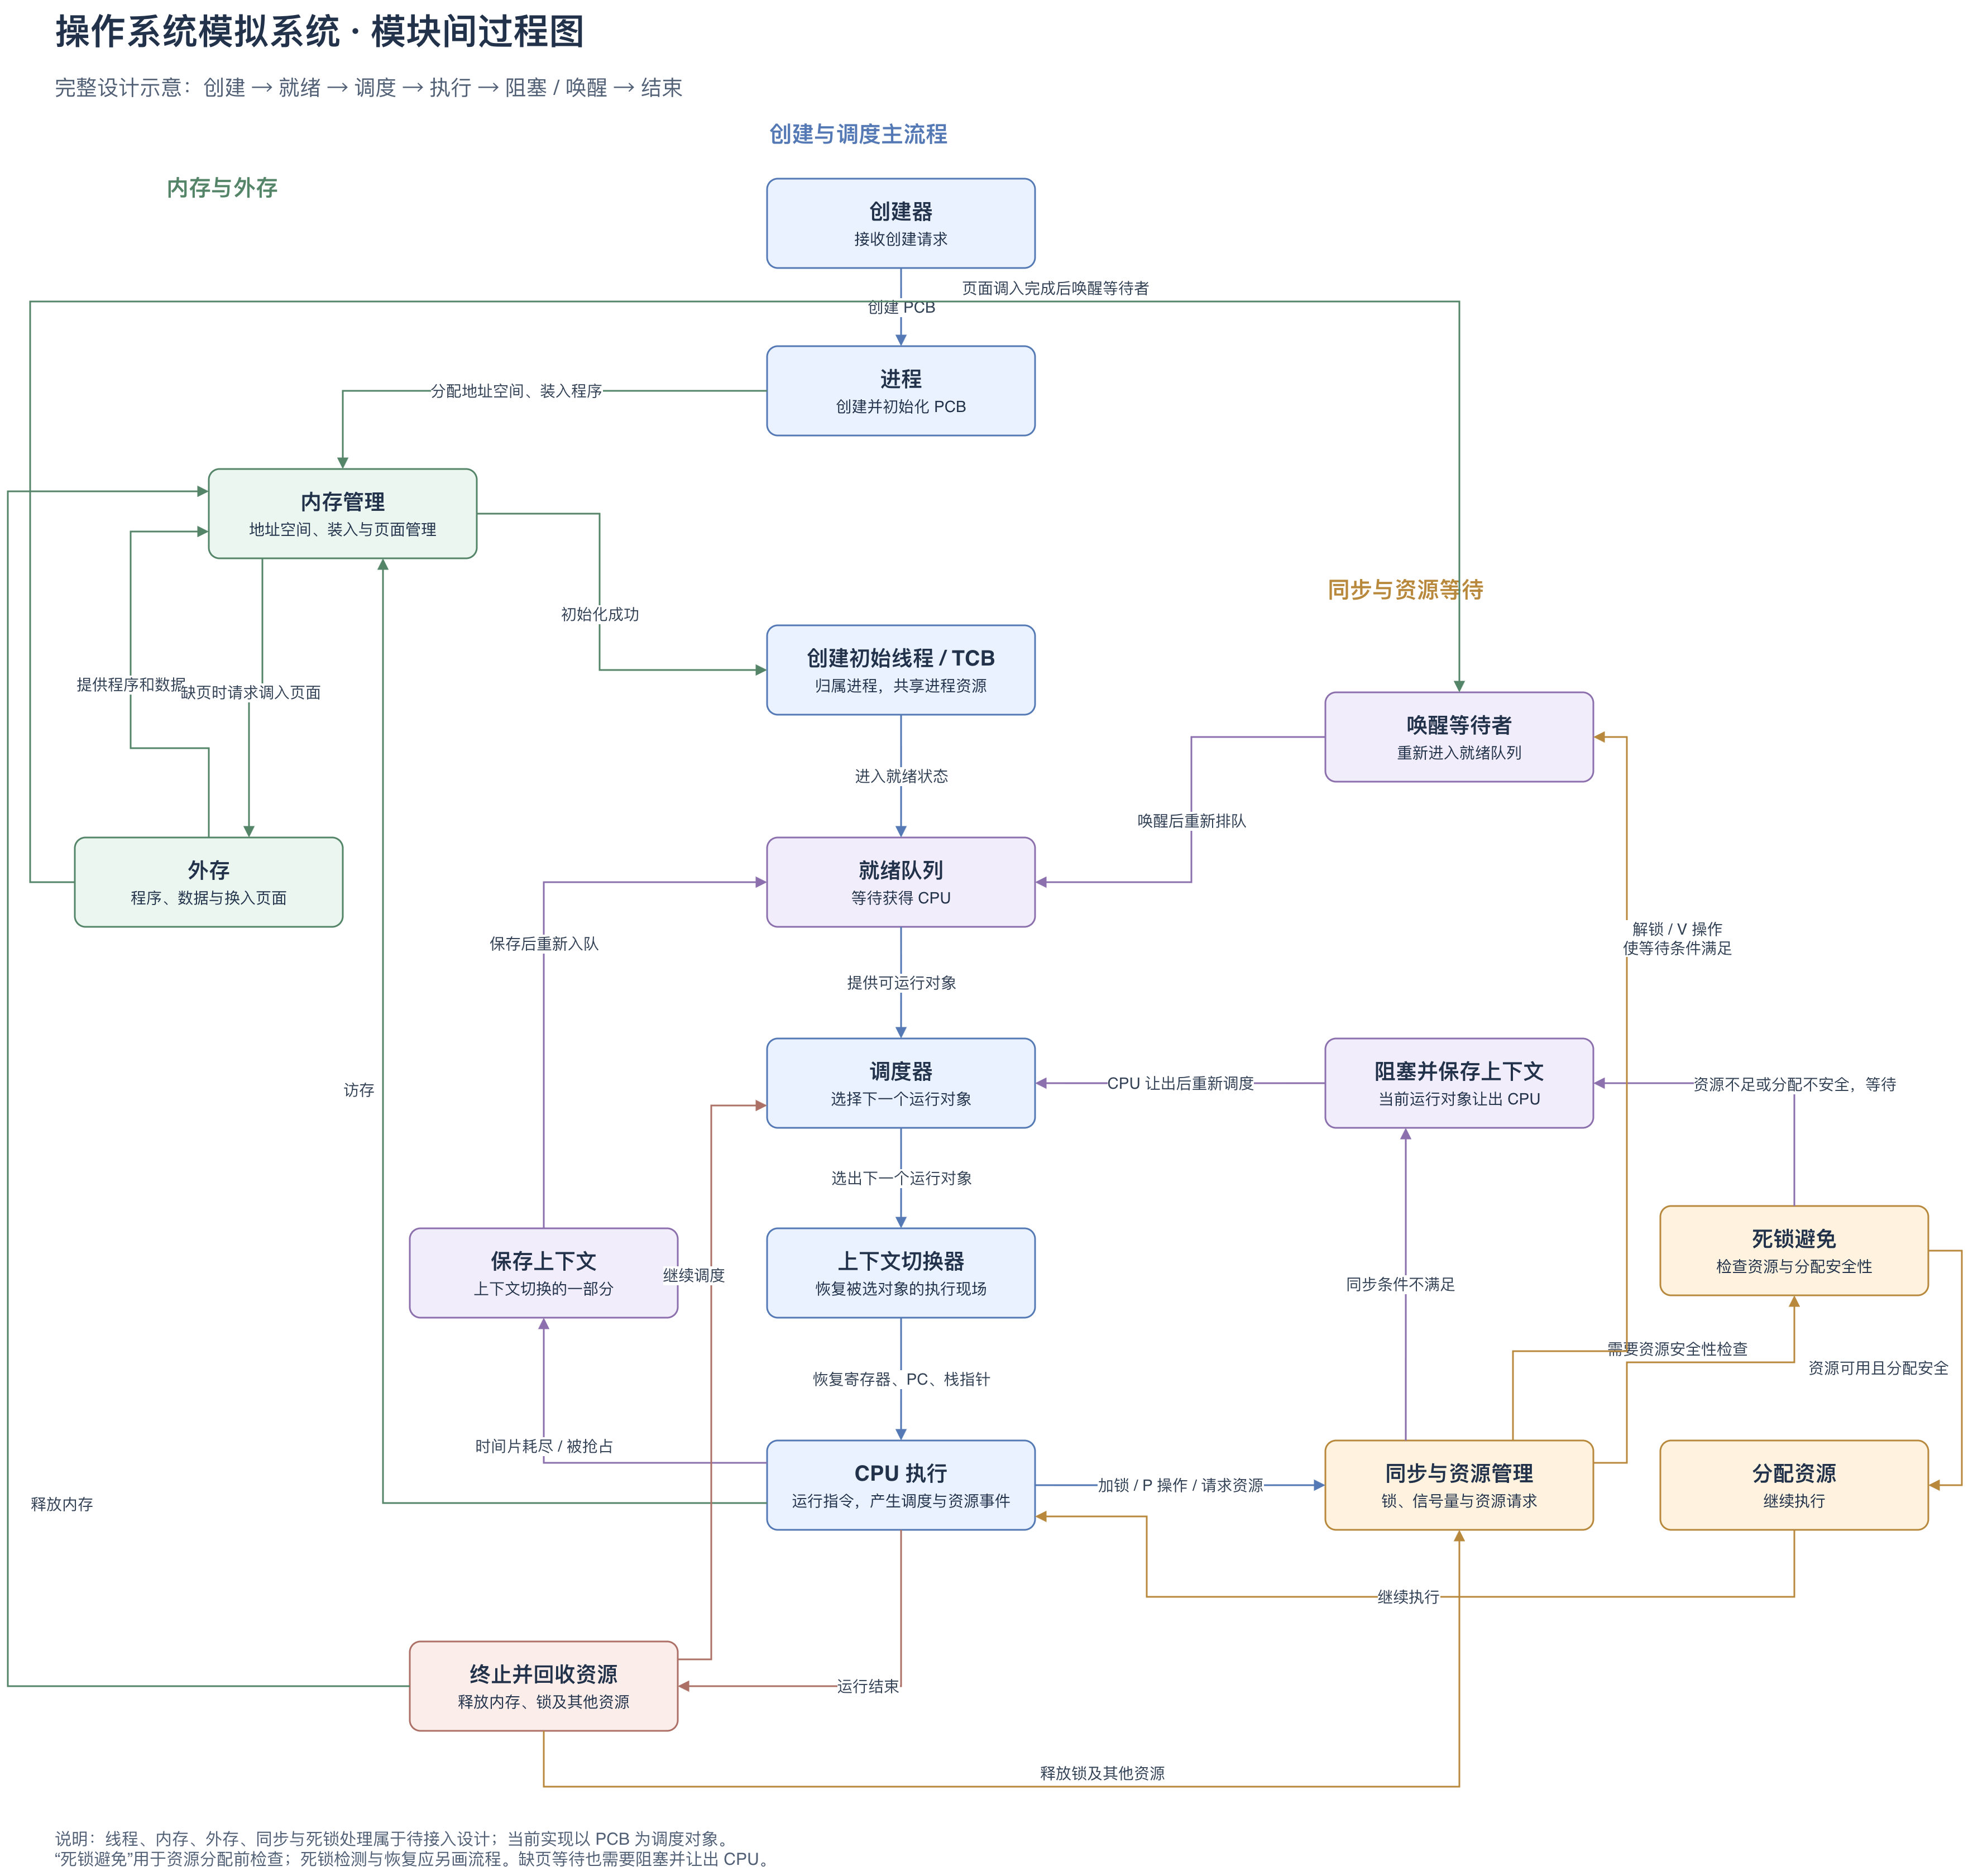 操作系统模拟系统 · 模块间过程图
完整设计示意：创建 → 就绪 → 调度 → 执行 → 阻塞 / 唤醒 → 结束
创建与调度主流程
内存与外存
创建器
接收创建请求
页面调入完成后唤醒等待者
创建 PCB
进程
创建并初始化 PCB
分配地址空间、装入程序
内存管理
地址空间、装入与页面管理
同步与资源等待
初始化成功
创建初始线程 / TCB
归属进程，共享进程资源
提供程序和数据
缺页时请求调入页面
唤醒等待者
重新进入就绪队列
进入就绪状态
唤醒后重新排队
外存
程序、数据与换入页面
就绪队列
等待获得 CPU
保存后重新入队
解锁 / V 操作
使等待条件满足
提供可运行对象
访存
调度器
选择下一个运行对象
CPU 让出后重新调度
阻塞并保存上下文
当前运行对象让出 CPU
资源不足或分配不安全，等待
选出下一个运行对象
保存上下文
上下文切换的一部分
继续调度
上下文切换器
恢复被选对象的执行现场
同步条件不满足
死锁避免
检查资源与分配安全性
需要资源安全性检查
资源可用且分配安全
恢复寄存器、PC、栈指针
时间片耗尽 / 被抢占
CPU 执行
运行指令，产生调度与资源事件
加锁 / P 操作 / 请求资源
同步与资源管理
锁、信号量与资源请求
分配资源
继续执行
释放内存
继续执行
终止并回收资源
释放内存、锁及其他资源
运行结束
释放锁及其他资源
说明：线程、内存、外存、同步与死锁处理属于待接入设计；当前实现以 PCB 为调度对象。
“死锁避免”用于资源分配前检查；死锁检测与恢复应另画流程。缺页等待也需要阻塞并让出 CPU。